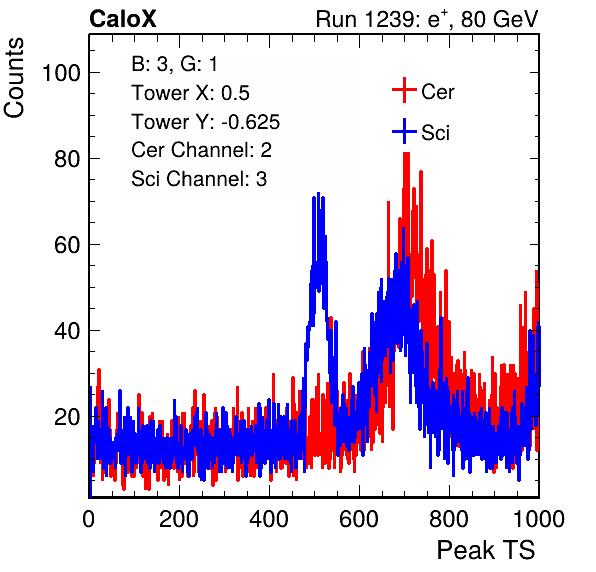 CaloX Run 1239: e⁺, 80 GeV
Counts
B: 3, G: 1
Tower X: 0.5
Tower Y: -0.625
Cer Channel: 2
Sci Channel: 3
Cer
Sci
100
80
60
40
20
0 200 400 600 800 1000
Peak TS